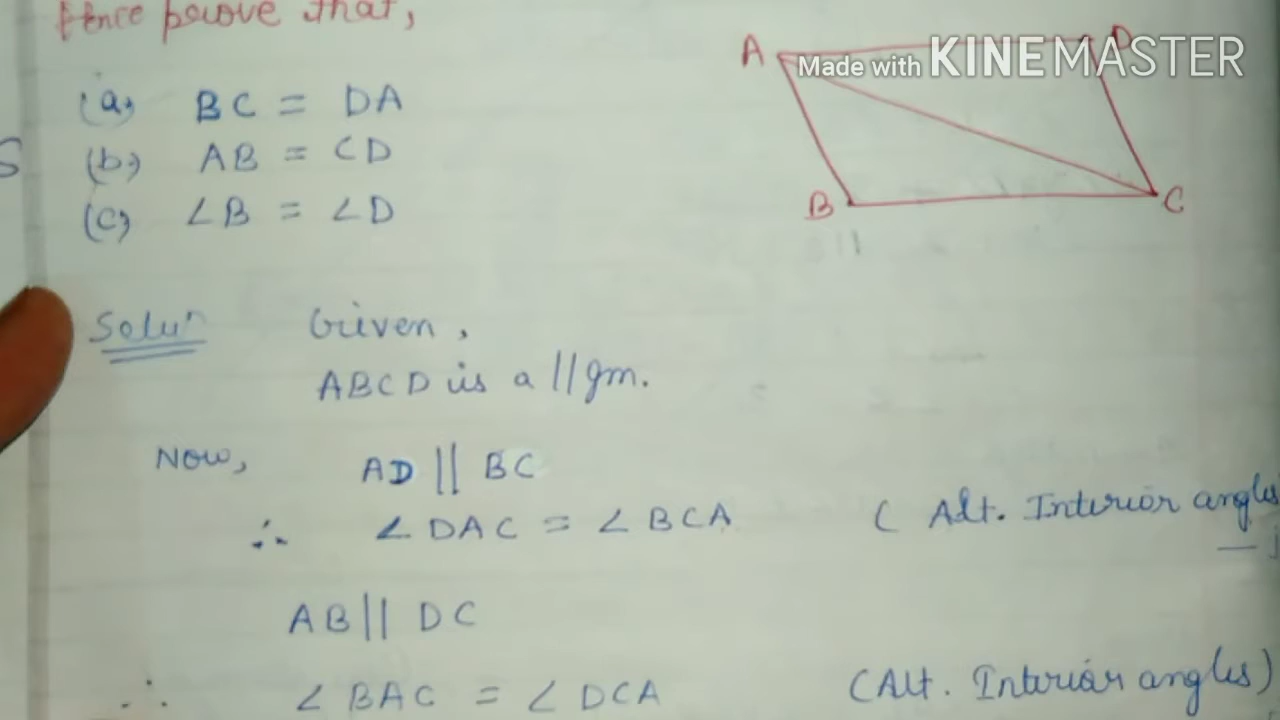 Hence prove that,
(a) BC = DA
(b) AB = CD
(c) ∠B = ∠D
A D
B C
Made with KINEMASTER
Solun Given,
ABCD is a ||gm.
Now, AD || BC
∴ ∠DAC = ∠BCA ( Alt. Interior angles
AB || DC
∴ ∠BAC = ∠DCA (Alt. Interior angles)